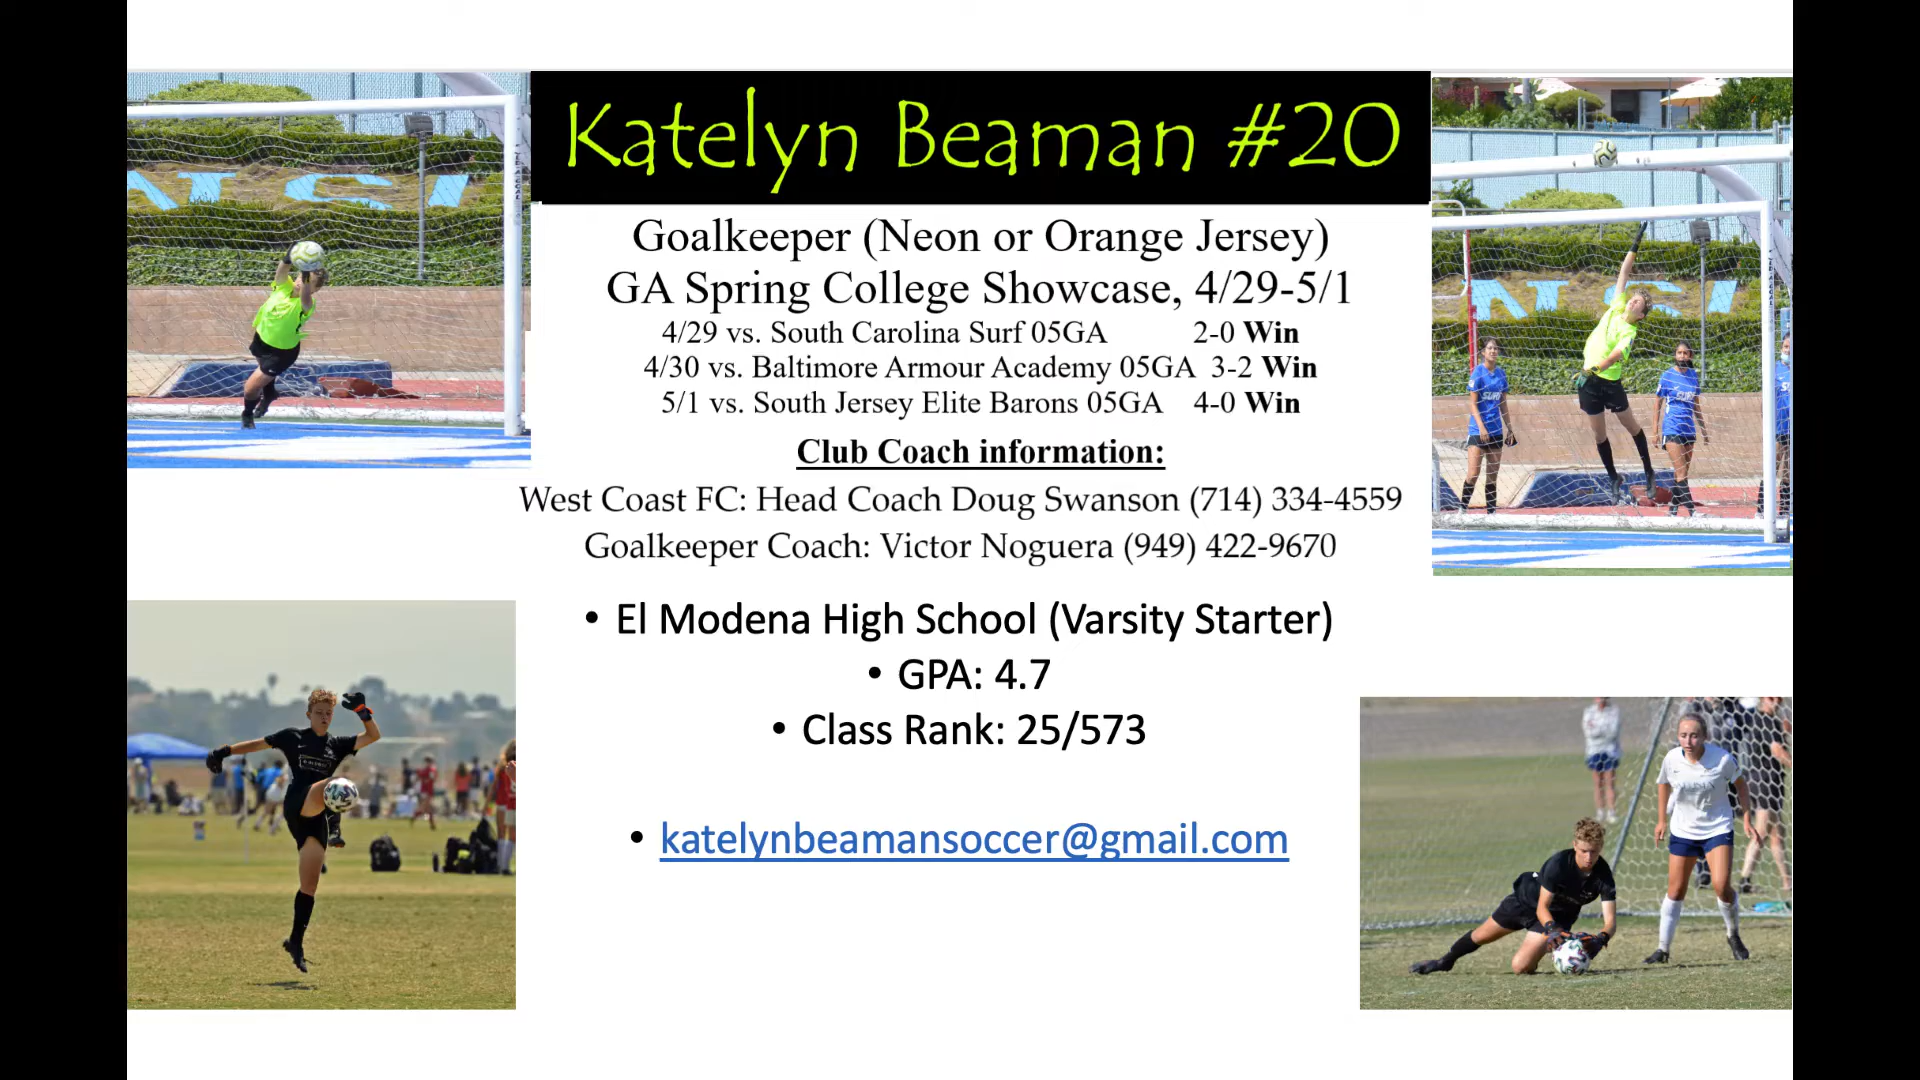 Katelyn Beaman #20
Goalkeeper (Neon or Orange Jersey)
GA Spring College Showcase, 4/29-5/1
4/29 vs. South Carolina Surf 05GA 2-0 Win
4/30 vs. Baltimore Armour Academy 05GA 3-2 Win
5/1 vs. South Jersey Elite Barons 05GA 4-0 Win
Club Coach information:
West Coast FC: Head Coach Doug Swanson (714) 334-4559
Goalkeeper Coach: Victor Noguera (949) 422-9670
• El Modena High School (Varsity Starter)
• GPA: 4.7
• Class Rank: 25/573
• katelynbeamansoccer@gmail.com
SURF